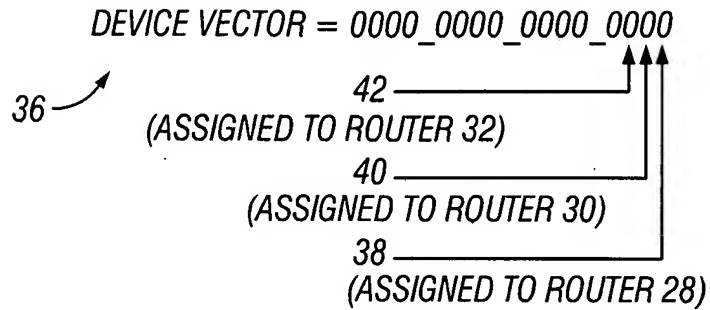 DEVICE VECTOR = 0000_0000_0000_0000
36
42
(ASSIGNED TO ROUTER 32)
40
(ASSIGNED TO ROUTER 30)
38
(ASSIGNED TO ROUTER 28)